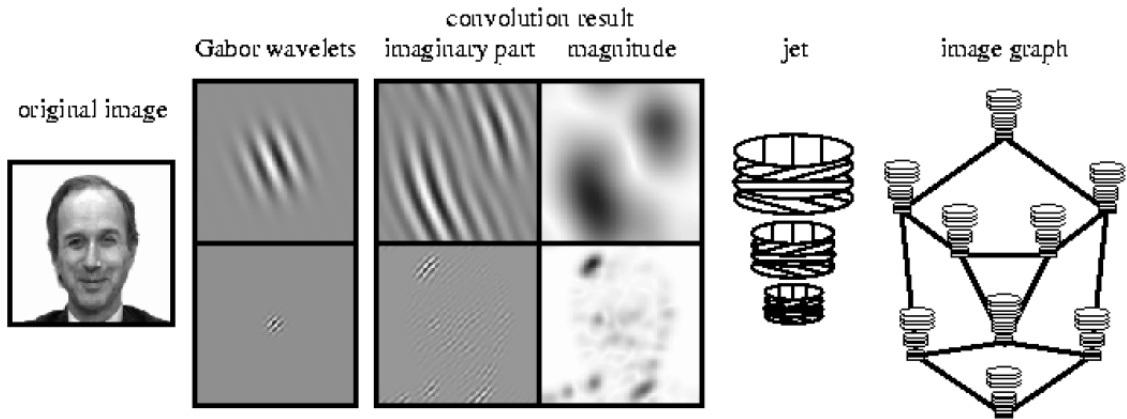 convolution result
Gabor wavelets imaginary part magnitude jet image graph
original image